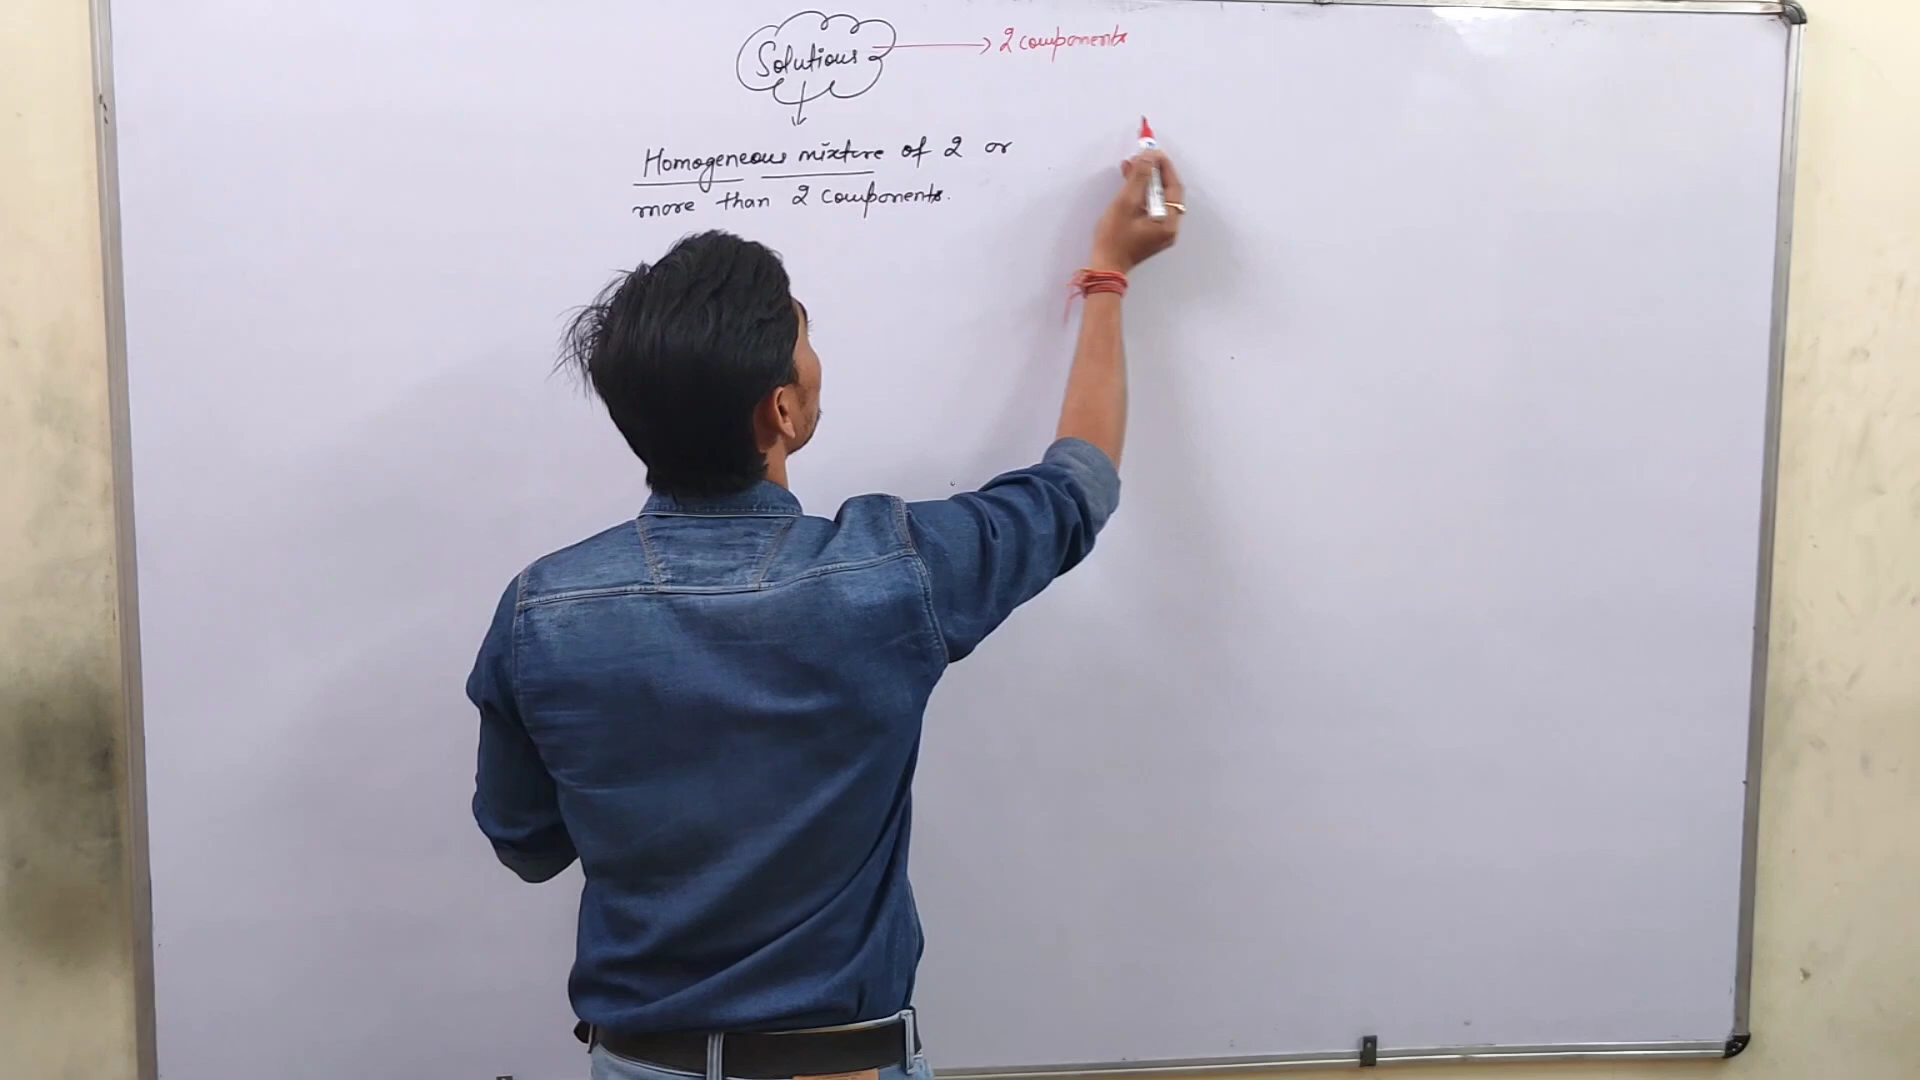 Solutions → 2 components
Homogeneous mixture of 2 or
more than 2 components.